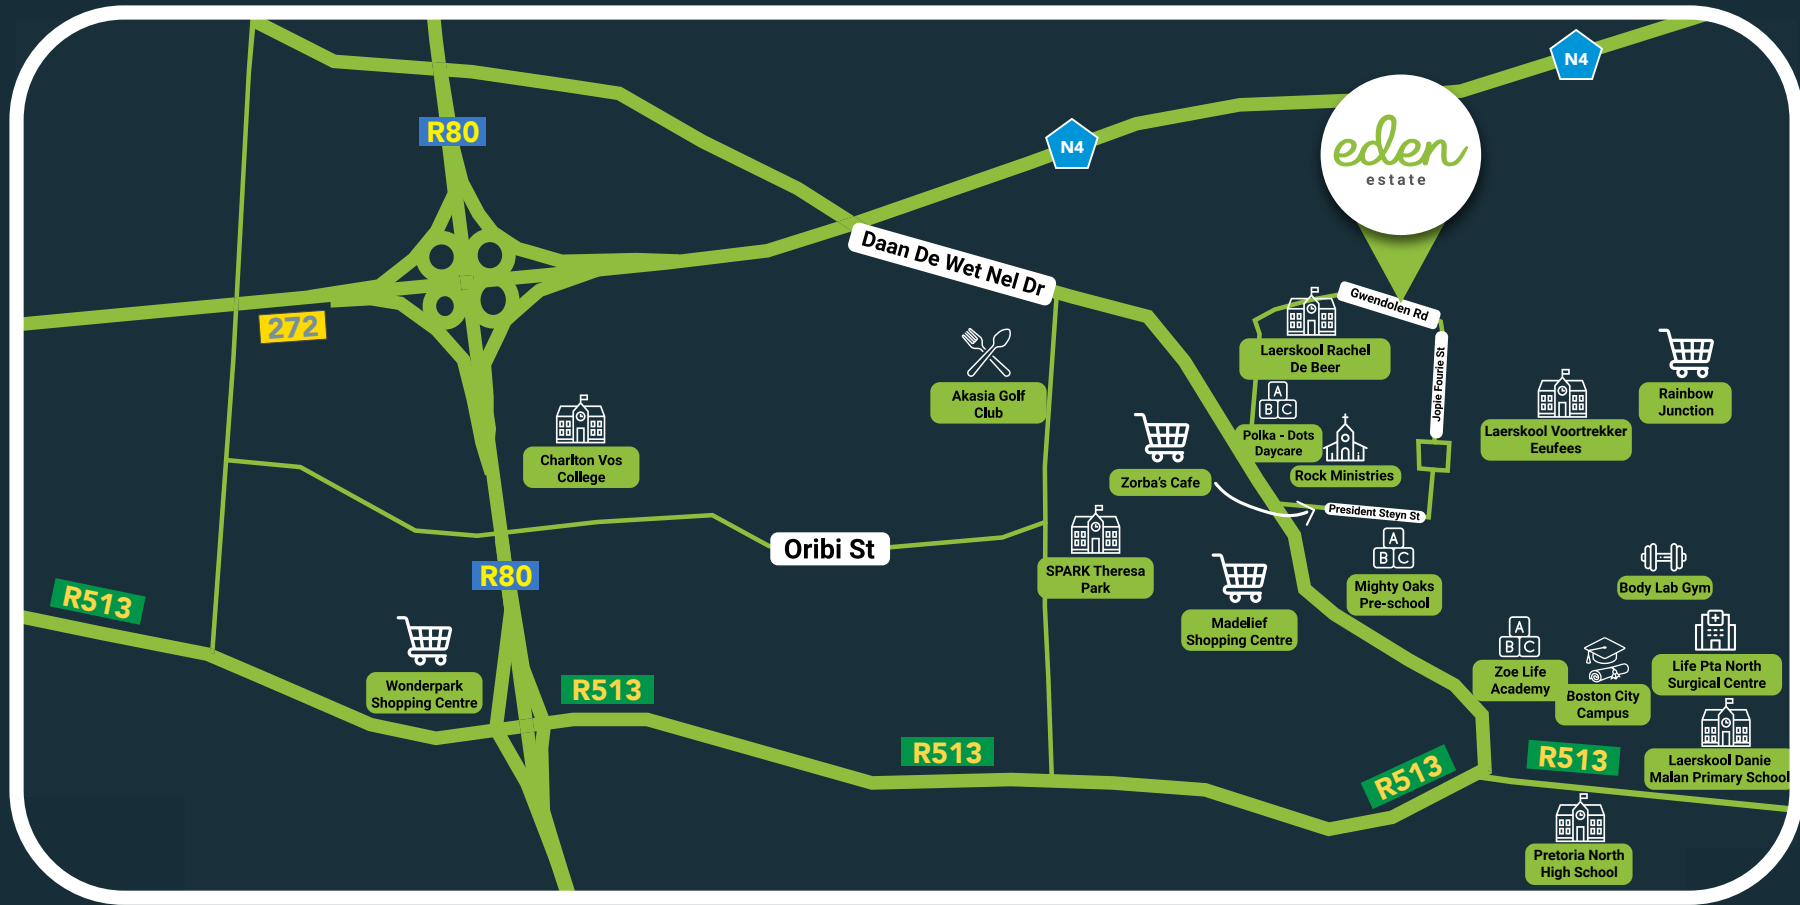 N4
R80
N4
eden
estate
Daan De Wet Nel Dr
Gwendolen Rd
272
Laerskool Rachel
De Beer
Jopie Fourie St
Akasia Golf
Club
Rainbow
Junction
A
B C
Laerskool Voortrekker
Eeufees
Polka - Dots
Daycare
Charlton Vos
College
Rock Ministries
Zorba's Cafe
President Steyn St
Oribi St
A
B C
R80
SPARK Theresa
Park
Mighty Oaks
Pre-school
Body Lab Gym
R513
Madelief
Shopping Centre
A
B C
Zoe Life
Academy
Life Pta North
Surgical Centre
Wonderpark
Shopping Centre
R513
Boston City
Campus
R513
R513
R513
Laerskool Danie
Malan Primary School
Pretoria North
High School